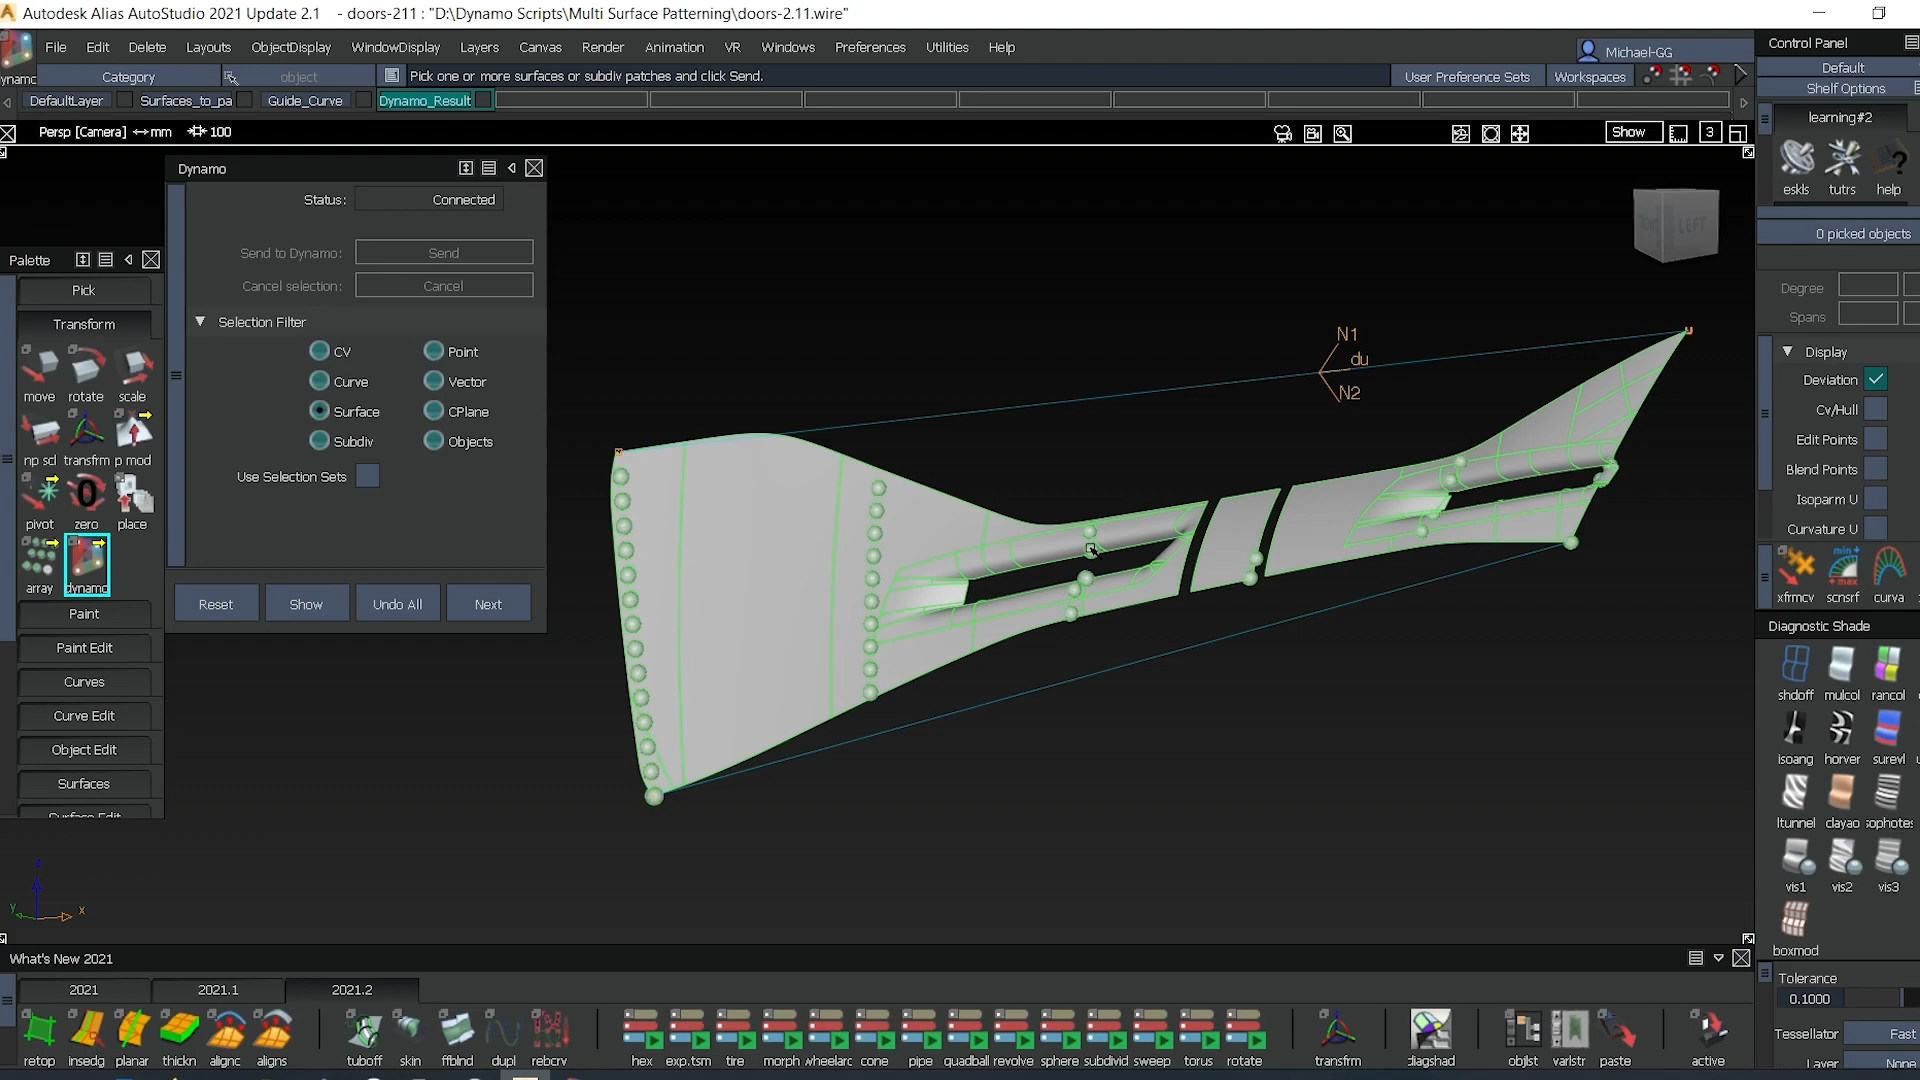 Autodesk Alias AutoStudio 2021 Update 2.1 - doors-211 : "D:\Dynamo Scripts\Multi Surface Patterning\doors-2.11.wire"
File Edit Delete Layouts ObjectDisplay WindowDisplay Layers Canvas Render Animation VR Windows Preferences Utilities Help
Michael-GG
Category object Pick one or more surfaces or subdiv patches and click Send. User Preference Sets Workspaces
DefaultLayer Surfaces_to_pa Guide_Curve Dynamo_Result
Persp [Camera] mm 100
Show 3
Dynamo
Status: Connected
Send to Dynamo: Send
Cancel selection: Cancel
Selection Filter
CV Point
Curve Vector
Surface CPlane
Subdiv Objects
Use Selection Sets
Reset Show Undo All Next
Palette
Pick
Transform
move rotate scale
np scl transfrm p mod
pivot zero place
array dynamo
Paint
Paint Edit
Curves
Curve Edit
Object Edit
Surfaces
N1
du
N2
LEFT
z
y
x
Control Panel
Default
Shelf Options
learning#2
eskls tutrs help
0 picked objects
Degree
Spans
Display
Deviation
Cv/Hull
Edit Points
Blend Points
Isoparm U
Curvature U
xfrmcv scnsrf curva
Diagnostic Shade
shdoff mulcol rancol
isoang horver surevl
ltunnel clayao sophotes
vis1 vis2 vis3
boxmod
Tolerance
0.1000
Tessellator Fast
What's New 2021
2021 2021.1 2021.2
retop insedg planar thickn alignc aligns tuboff skin ffblnd dupl rebcrv hex exp.tsm tire morph wheelarc cone pipe quadball revolve sphere subdivid sweep torus rotate transfrm diagshad objlst varlstr paste active